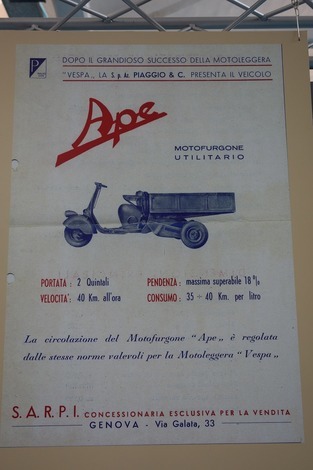 P
DOPO IL GRANDIOSO SUCCESSO DELLA MOTOLEGGERA
"VESPA„ LA S. p. Az. PIAGGIO & C. PRESENTA IL VEICOLO
Ape
MOTOFURGONE
UTILITARIO
PORTATA: 2 Quintali
PENDENZA: massima superabile 18 %
VELOCITA': 40 Km. all'ora
CONSUMO: 35 ÷ 40 Km. per litro
La circolazione del Motofurgone "Ape„ è regolata
dalle stesse norme valevoli per la Motoleggera "Vespa„
S. A. R. P. I. CONCESSIONARIA ESCLUSIVA PER LA VENDITA
GENOVA - Via Galata, 33